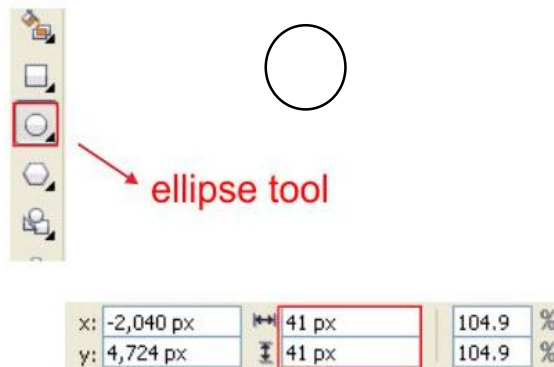 ellipse tool
x: -2,040 px 41 px 104.9 %
y: 4,724 px 41 px 104.9 %